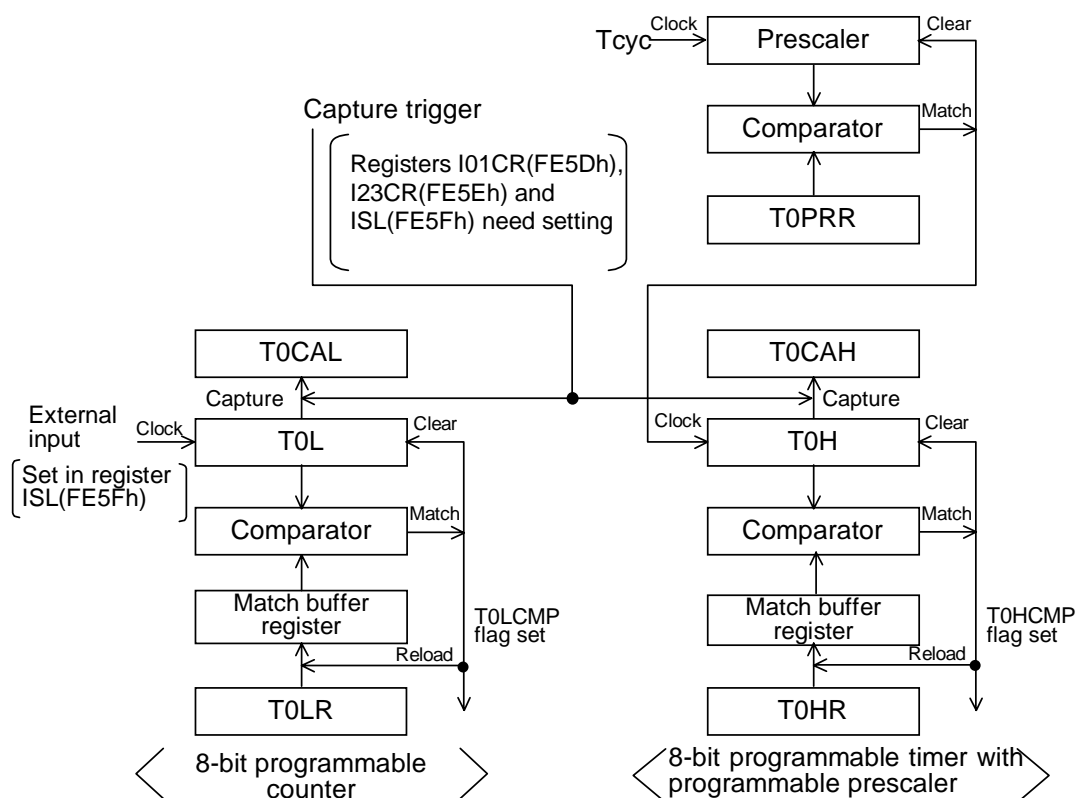 Tcyc
Clock
Prescaler
Clear
Comparator
Match
T0PRR
Capture trigger
Registers I01CR(FE5Dh),
I23CR(FE5Eh) and
ISL(FE5Fh) need setting
T0CAL
Capture
External
input
Clock
T0L
Clear
Set in register
ISL(FE5Fh)
Comparator
Match
Match buffer
register
T0LCMP
flag set
Reload
T0LR
8-bit programmable
counter
T0CAH
Capture
Clock
T0H
Clear
Comparator
Match
Match buffer
register
T0HCMP
flag set
Reload
T0HR
8-bit programmable timer with
programmable prescaler